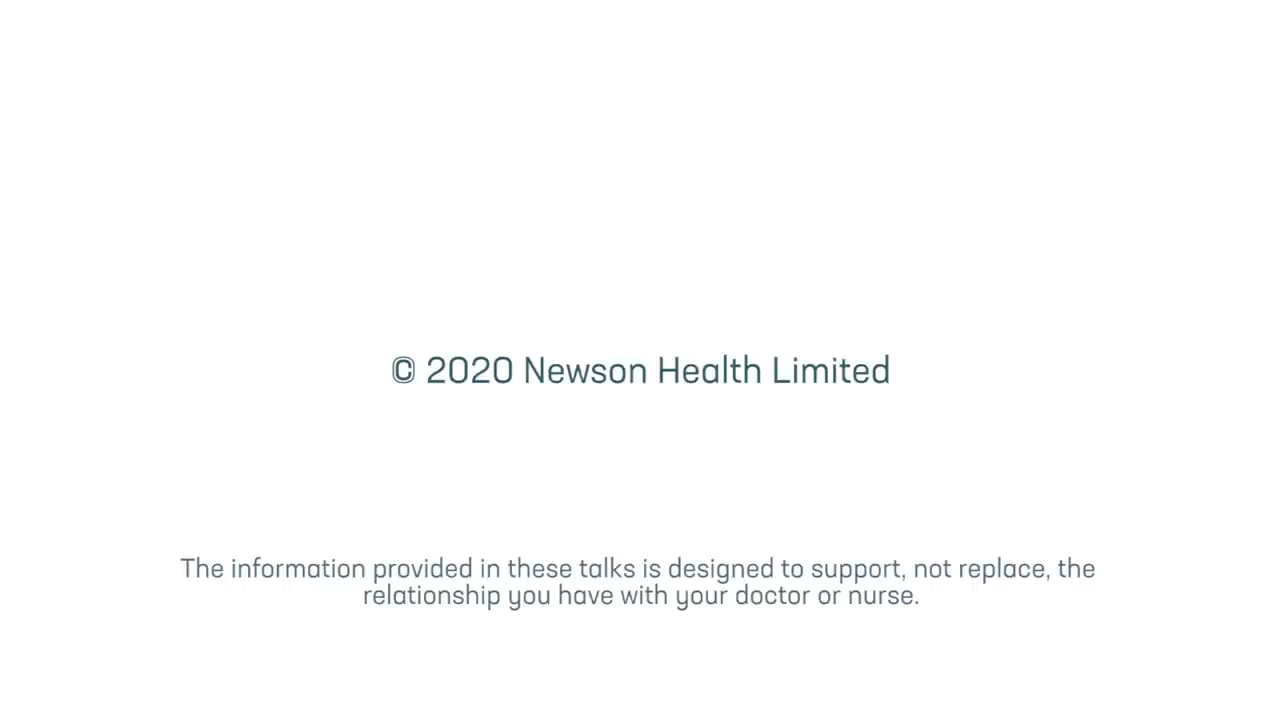 © 2020 Newson Health Limited
The information provided in these talks is designed to support, not replace, the
relationship you have with your doctor or nurse.